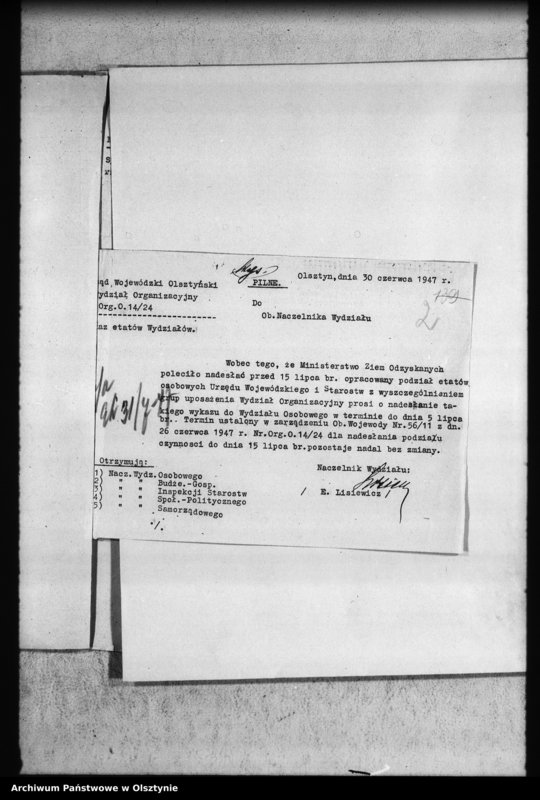 Wys.
Olsztyn,dnia 30 czerwca 1947 r.
ąd Wojewódzki Olsztyński
PILNE.
ydział Organizacyjny
Do
Org.O.14/24
Ob.Naczelnika Wydziału
az etatów Wydziałów.
2
Wobec tego, że Ministerstwo Ziem Odzyskanych
poleciło nadesłać przed 15 lipca br. opracowany podział etatów
osobowych Urzędu Wojewódzkiego i Starostw z wyszczególnieniem
grup uposażenia Wydział Organizacyjny prosi o nadesłanie ta-
kiego wykazu do Wydziału Osobowego w terminie do dnia 5 lipca
br.. Termin ustalony w zarządzeniu Ob.Wojewody Nr.56/11 z dn.
26 czerwca 1947 r. Nr.Org.O.14/24 dla nadesłania podziału
czynności do dnia 15 lipca br.pozostaje nadal bez zmiany.
Otrzymują:
Naczelnik Wydziału:
1) Nacz.Wydz.Osobowego
2) " " Budże.-Gosp.
3) " " Inspekcji Starostw
/ E. Lisiewicz /
4) " " Społ.-Politycznego
5) " " Samorządowego
./.
Archiwum Państwowe w Olsztynie